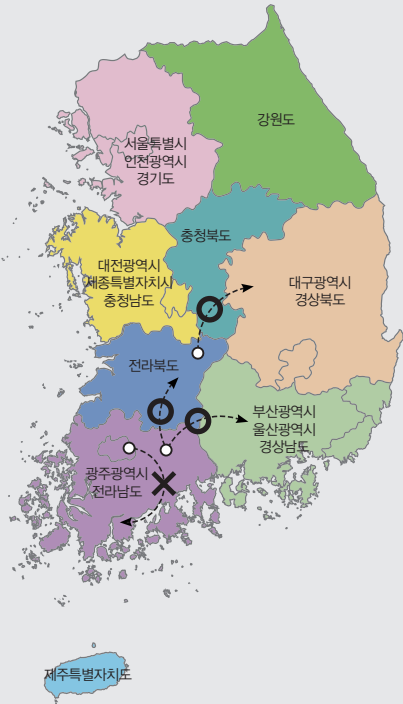 강원도
서울특별시
인천광역시
경기도
충청북도
대전광역시
세종특별자치시
충청남도
대구광역시
경상북도
전라북도
부산광역시
울산광역시
경상남도
광주광역시
전라남도
제주특별자치도